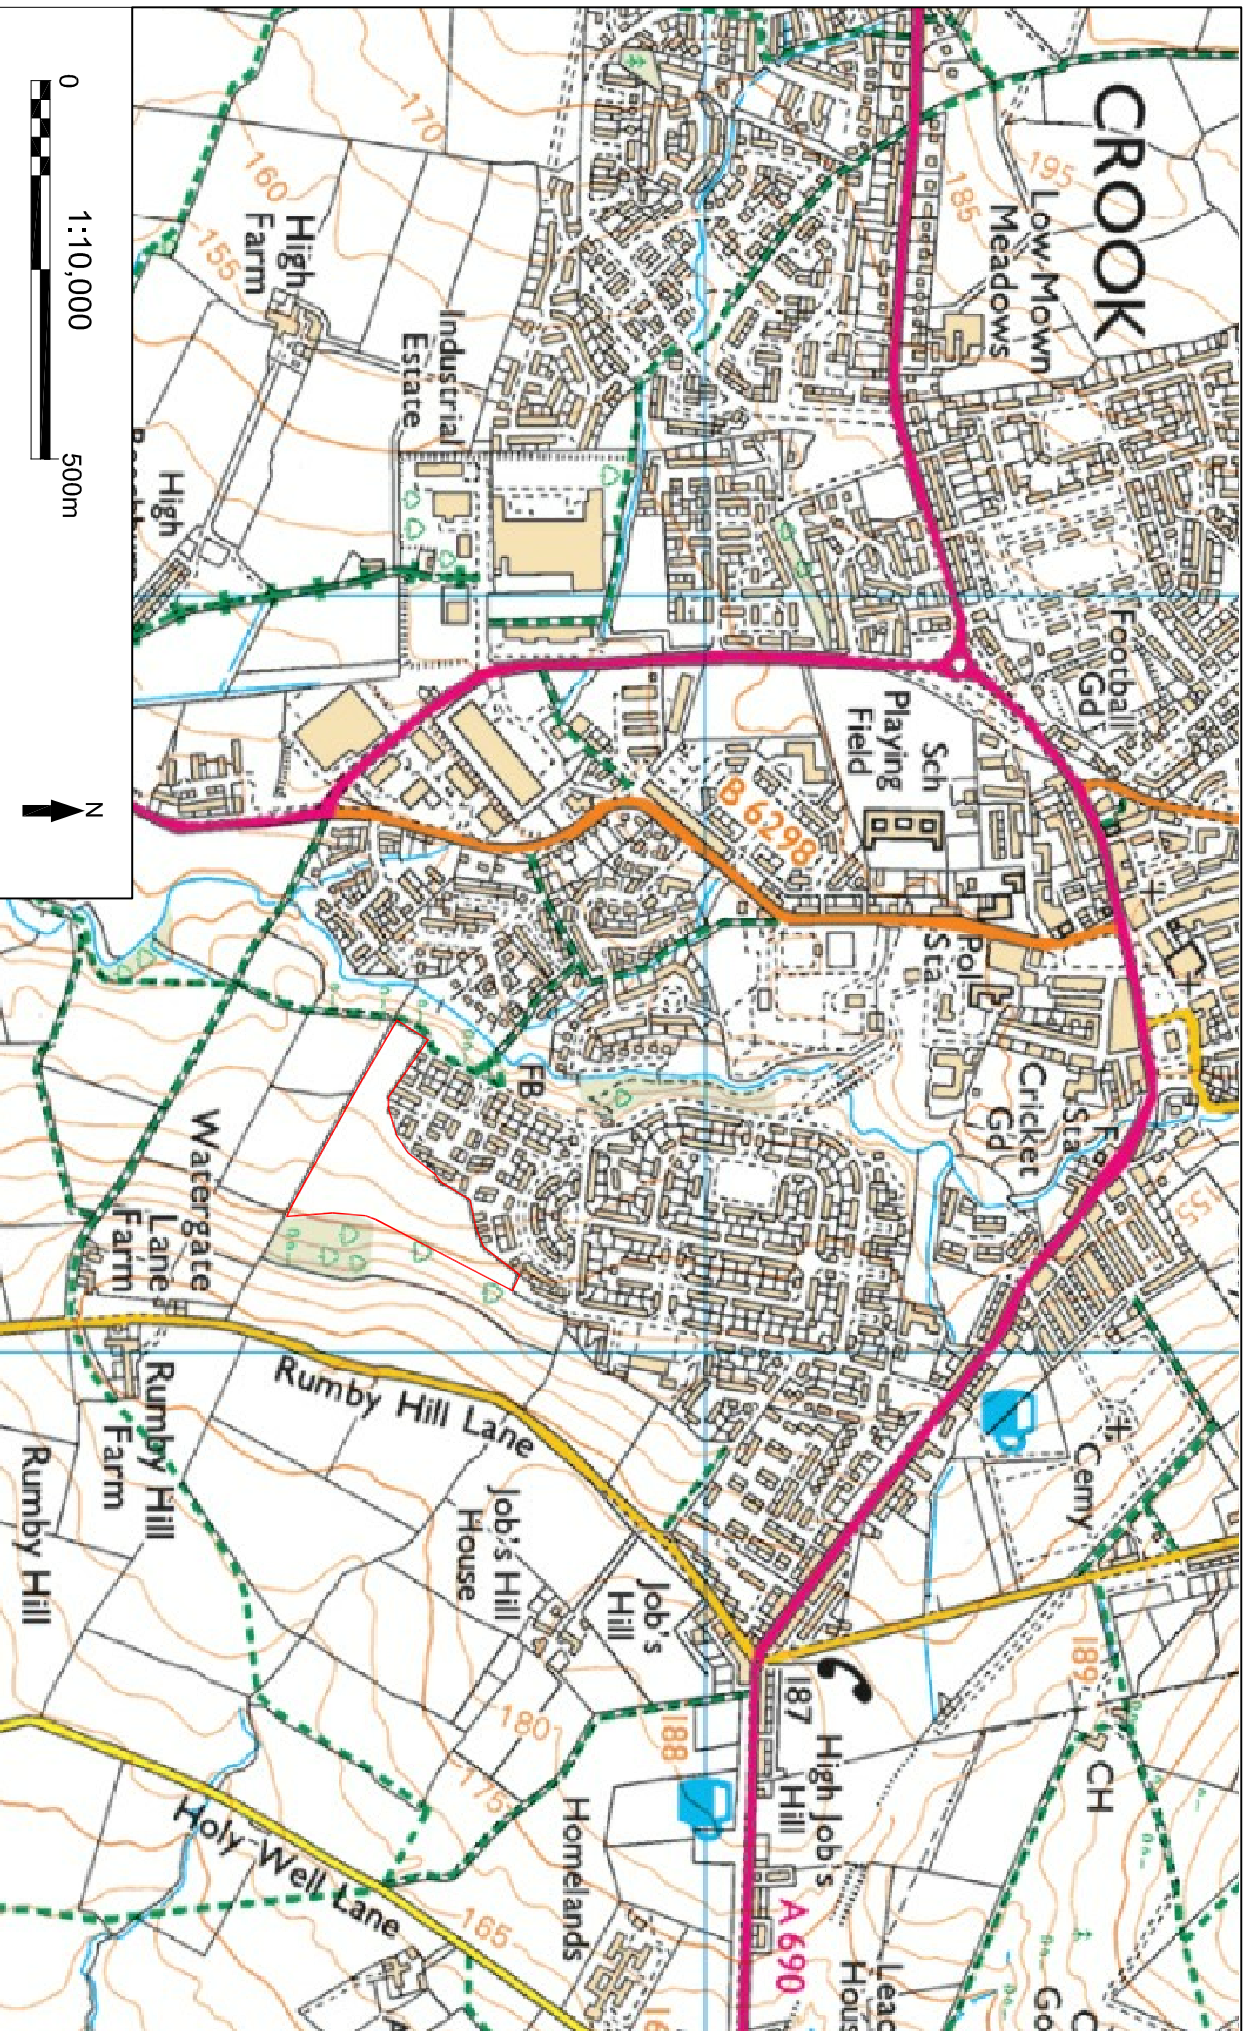 CROOK
195
185
Low Mown
Meadows
170
160
155
High
Farm
Industrial
Estate
High
Football
Gd
Playing
Field
Sch
B 6298
Pol
Sta
Cricket
Gd
Fire
Sta
155
FB
Watergate
Lane
Farm
Rumby Hill Lane
Rumby Hill
Farm
Rumby Hill
Cemy
Job's Hill
House
Job's
Hill
187
High Job's
Hill
189
CH
188
180
175
Homelands
A 690
Holy Well Lane
165
0
1:10,000
500m
N